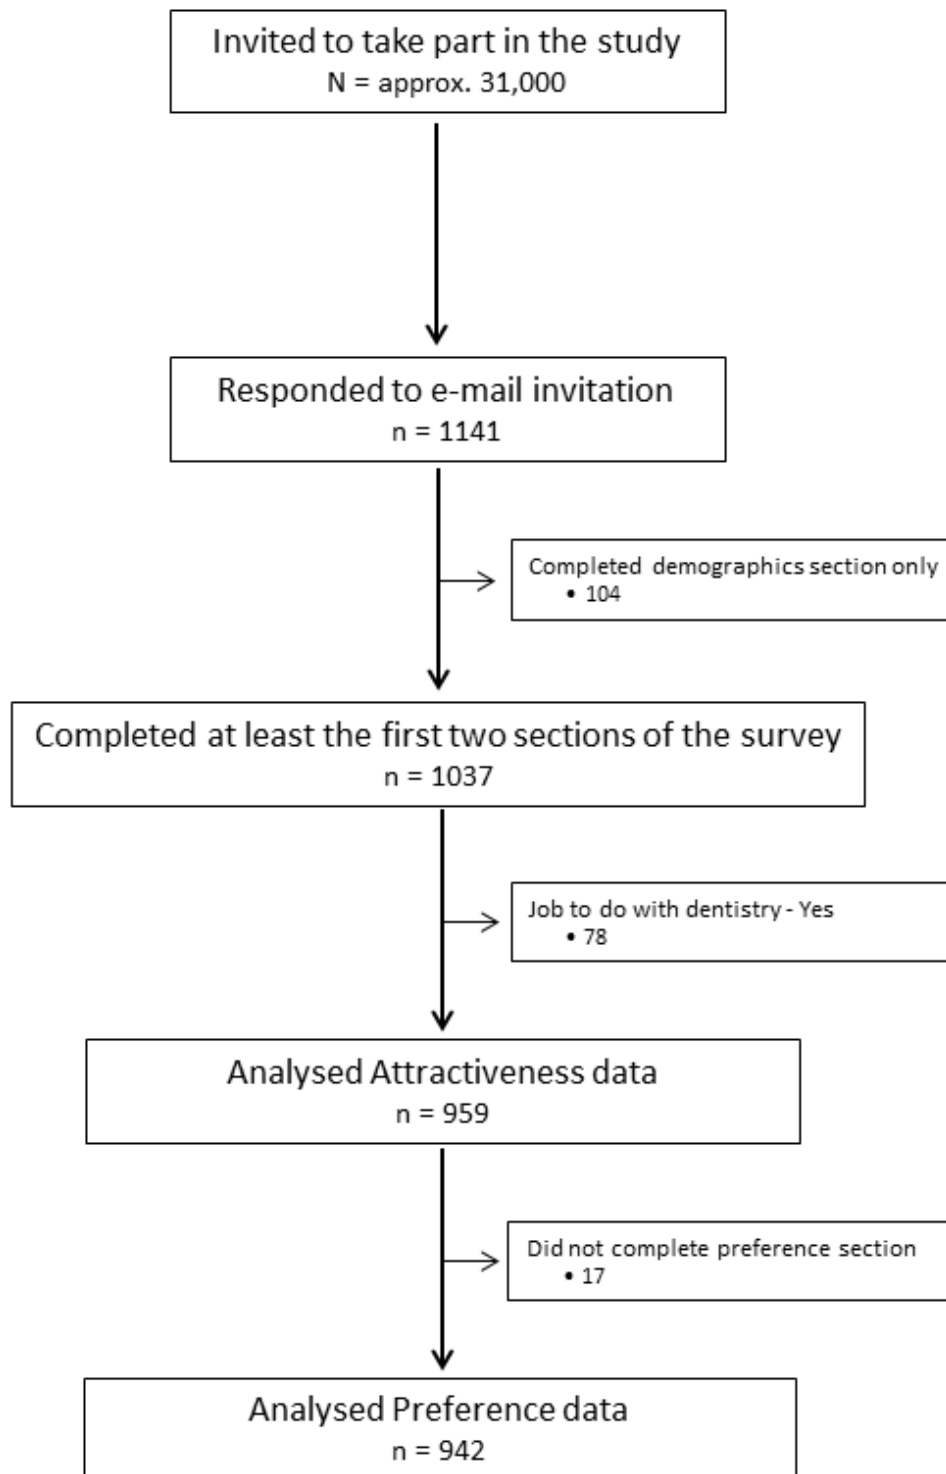 Invited to take part in the study
N = approx. 31,000
Responded to e-mail invitation
n = 1141
Completed demographics section only
• 104
Completed at least the first two sections of the survey
n = 1037
Job to do with dentistry - Yes
• 78
Analysed Attractiveness data
n = 959
Did not complete preference section
• 17
Analysed Preference data
n = 942